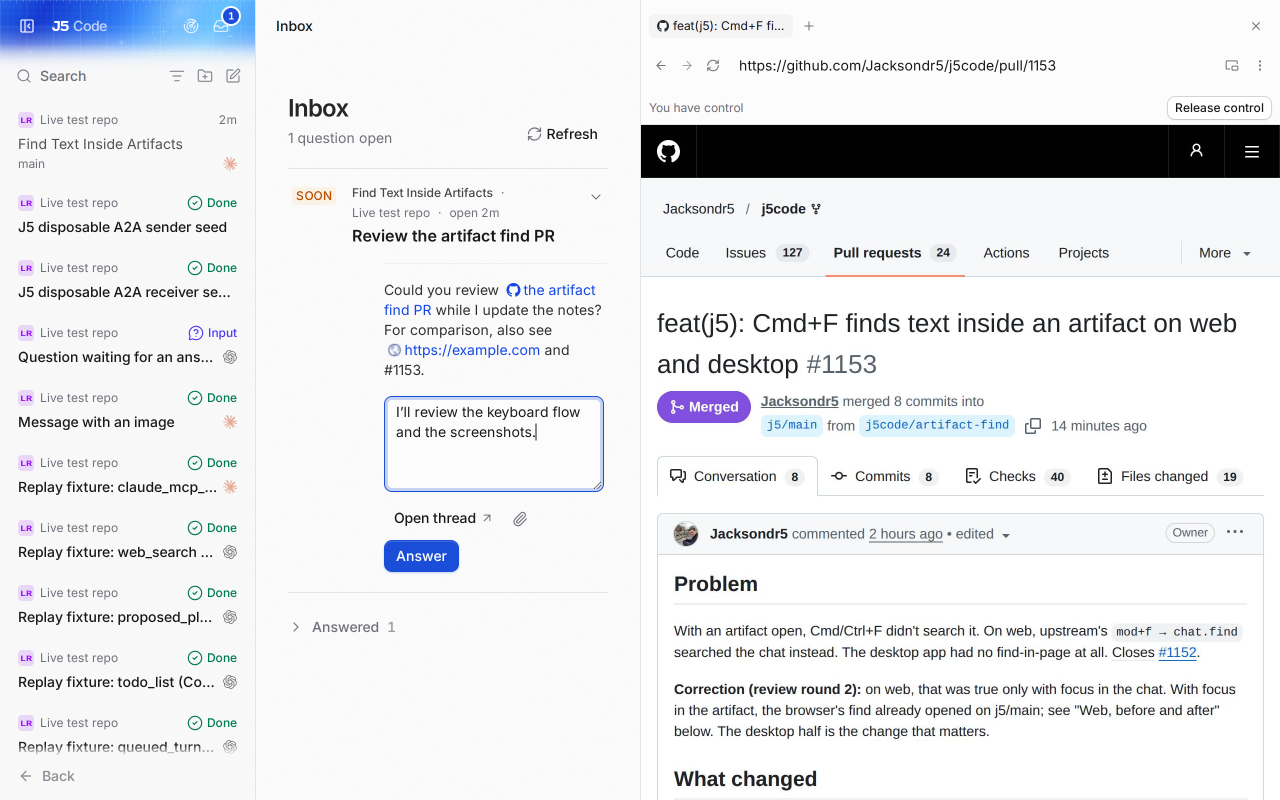 J5 Code
1
Search
LR Live test repo 2m
Find Text Inside Artifacts
main
LR Live test repo Done
J5 disposable A2A sender seed
LR Live test repo Done
J5 disposable A2A receiver se...
LR Live test repo Input
Question waiting for an ans...
LR Live test repo Done
Message with an image
LR Live test repo Done
Replay fixture: claude_mcp_...
LR Live test repo Done
Replay fixture: web_search ...
LR Live test repo Done
Replay fixture: proposed_pl...
LR Live test repo Done
Replay fixture: todo_list (Co...
LR Live test repo Done
Replay fixture: queued_turn...
Back
Inbox
Inbox
1 question open
Refresh
SOON
Find Text Inside Artifacts ·
Live test repo · open 2m
Review the artifact find PR
Could you review the artifact
find PR while I update the notes?
For comparison, also see
https://example.com and
#1153.
I’ll review the keyboard flow
and the screenshots.
Open thread
Answer
Answered 1
feat(j5): Cmd+F fi...
https://github.com/Jacksondr5/j5code/pull/1153
You have control
Release control
Jacksondr5 / j5code
Code Issues 127 Pull requests 24 Actions Projects More
feat(j5): Cmd+F finds text inside an artifact on web
and desktop #1153
Merged
Jacksondr5 merged 8 commits into
j5/main from j5code/artifact-find 14 minutes ago
Conversation 8 Commits 8 Checks 40 Files changed 19
Jacksondr5 commented 2 hours ago • edited Owner
Problem
With an artifact open, Cmd/Ctrl+F didn't search it. On web, upstream's mod+f → chat.find
searched the chat instead. The desktop app had no find-in-page at all. Closes #1152.
Correction (review round 2): on web, that was true only with focus in the chat. With focus
in the artifact, the browser's find already opened on j5/main; see "Web, before and after"
below. The desktop half is the change that matters.
What changed